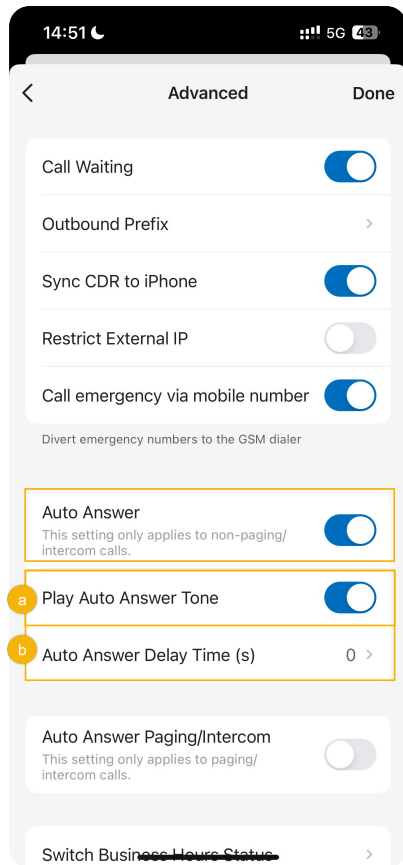 14:51 5G 43
Advanced Done
Call Waiting
Outbound Prefix
Sync CDR to iPhone
Restrict External IP
Call emergency via mobile number
Divert emergency numbers to the GSM dialer
Auto Answer
This setting only applies to non-paging/
intercom calls.
a Play Auto Answer Tone
b Auto Answer Delay Time (s) 0
Auto Answer Paging/Intercom
This setting only applies to paging/
intercom calls.
Switch Business Hours Status